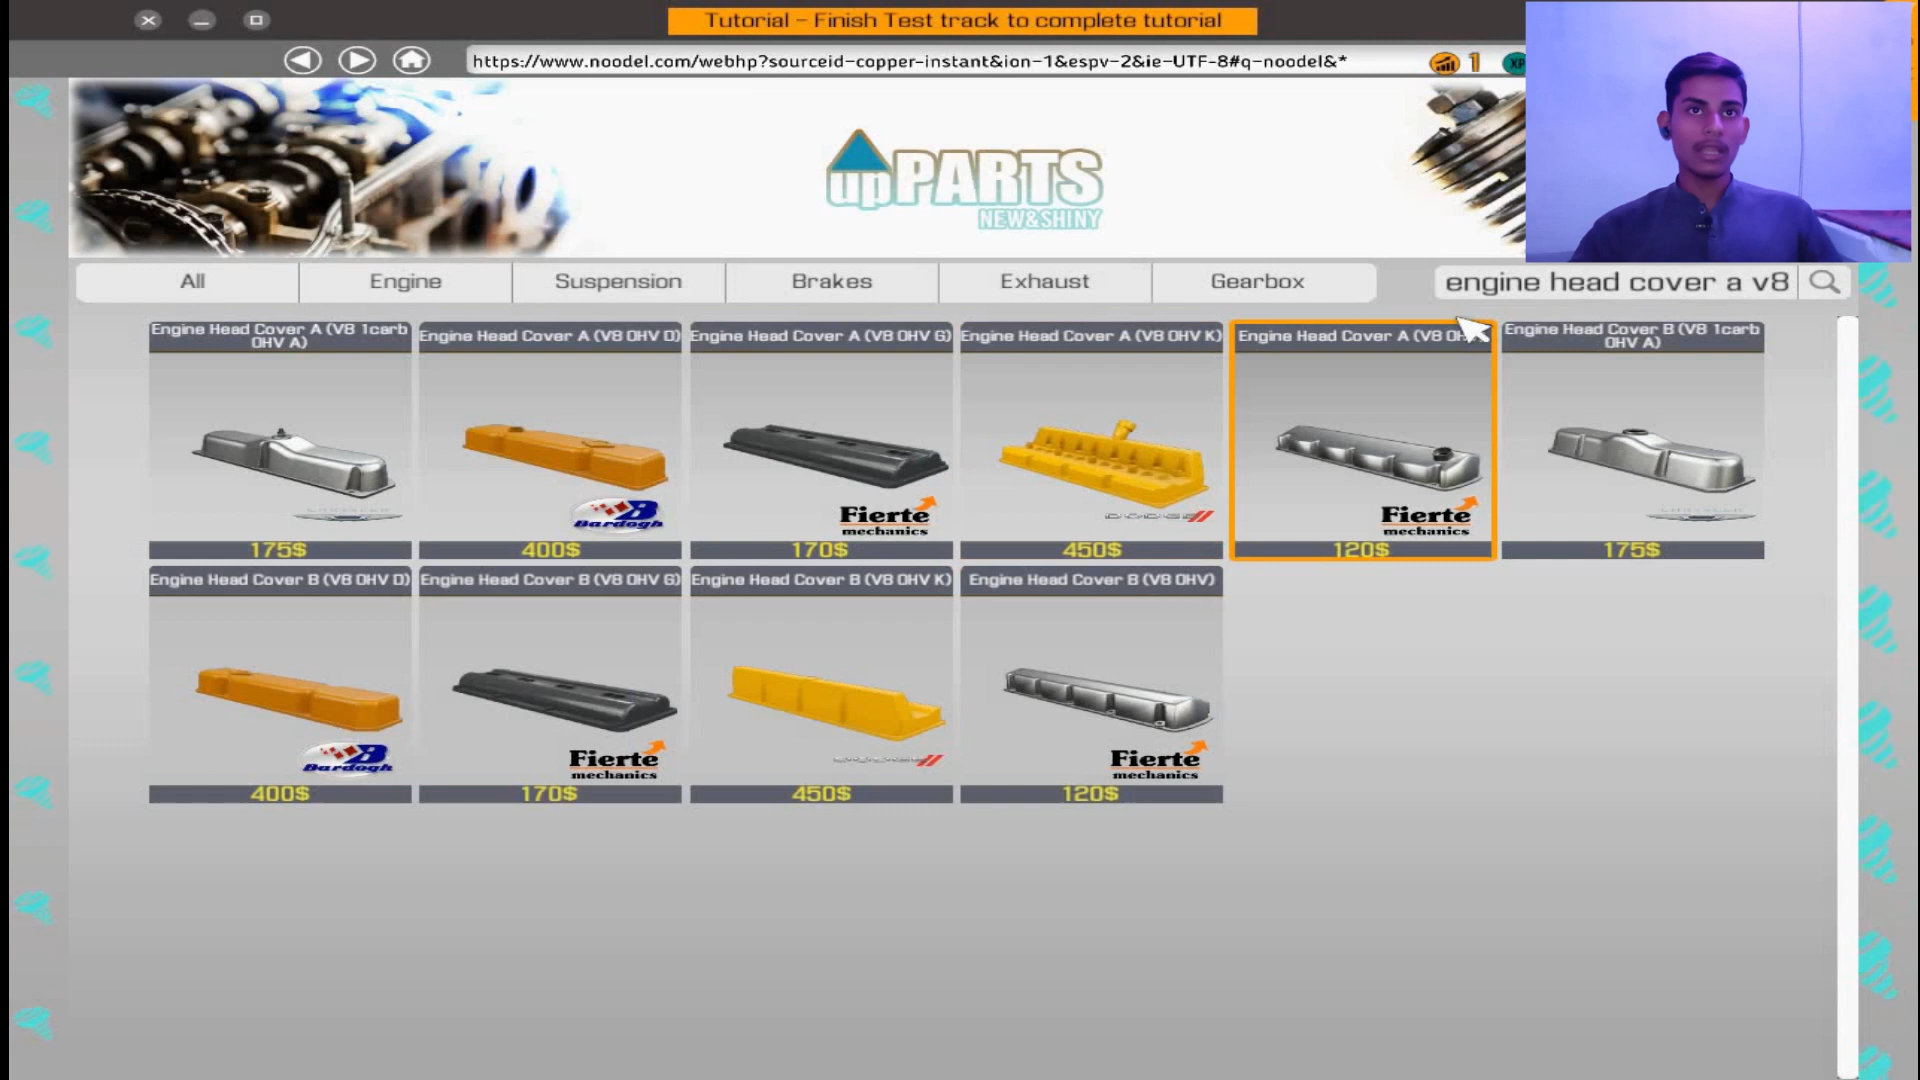 Tutorial - Finish Test track to complete tutorial
https://www.noodel.com/webhp?sourceid-copper-instant&ion-1&espv-2&ie-UTF-8#q-noodel&*
1
XP
upPARTS
NEW&SHINY
All
Engine
Suspension
Brakes
Exhaust
Gearbox
engine head cover a v8
Engine Head Cover A (V8 1carb
OHV A)
Engine Head Cover A (V8 OHV D)
Engine Head Cover A (V8 OHV G)
Engine Head Cover A (V8 OHV K)
Engine Head Cover A (V8
Engine Head Cover B (V8 1carb
OHV A)
CHRYSLER
Bardogh
Fierte
mechanics
DODGE
Fierte
mechanics
CHRYSLER
175$
400$
170$
450$
120$
175$
Engine Head Cover B (V8 OHV D)
Engine Head Cover B (V8 OHV G)
Engine Head Cover B (V8 OHV K)
Engine Head Cover B (V8 OHV)
Bardogh
Fierte
mechanics
DODGE
Fierte
mechanics
400$
170$
450$
120$